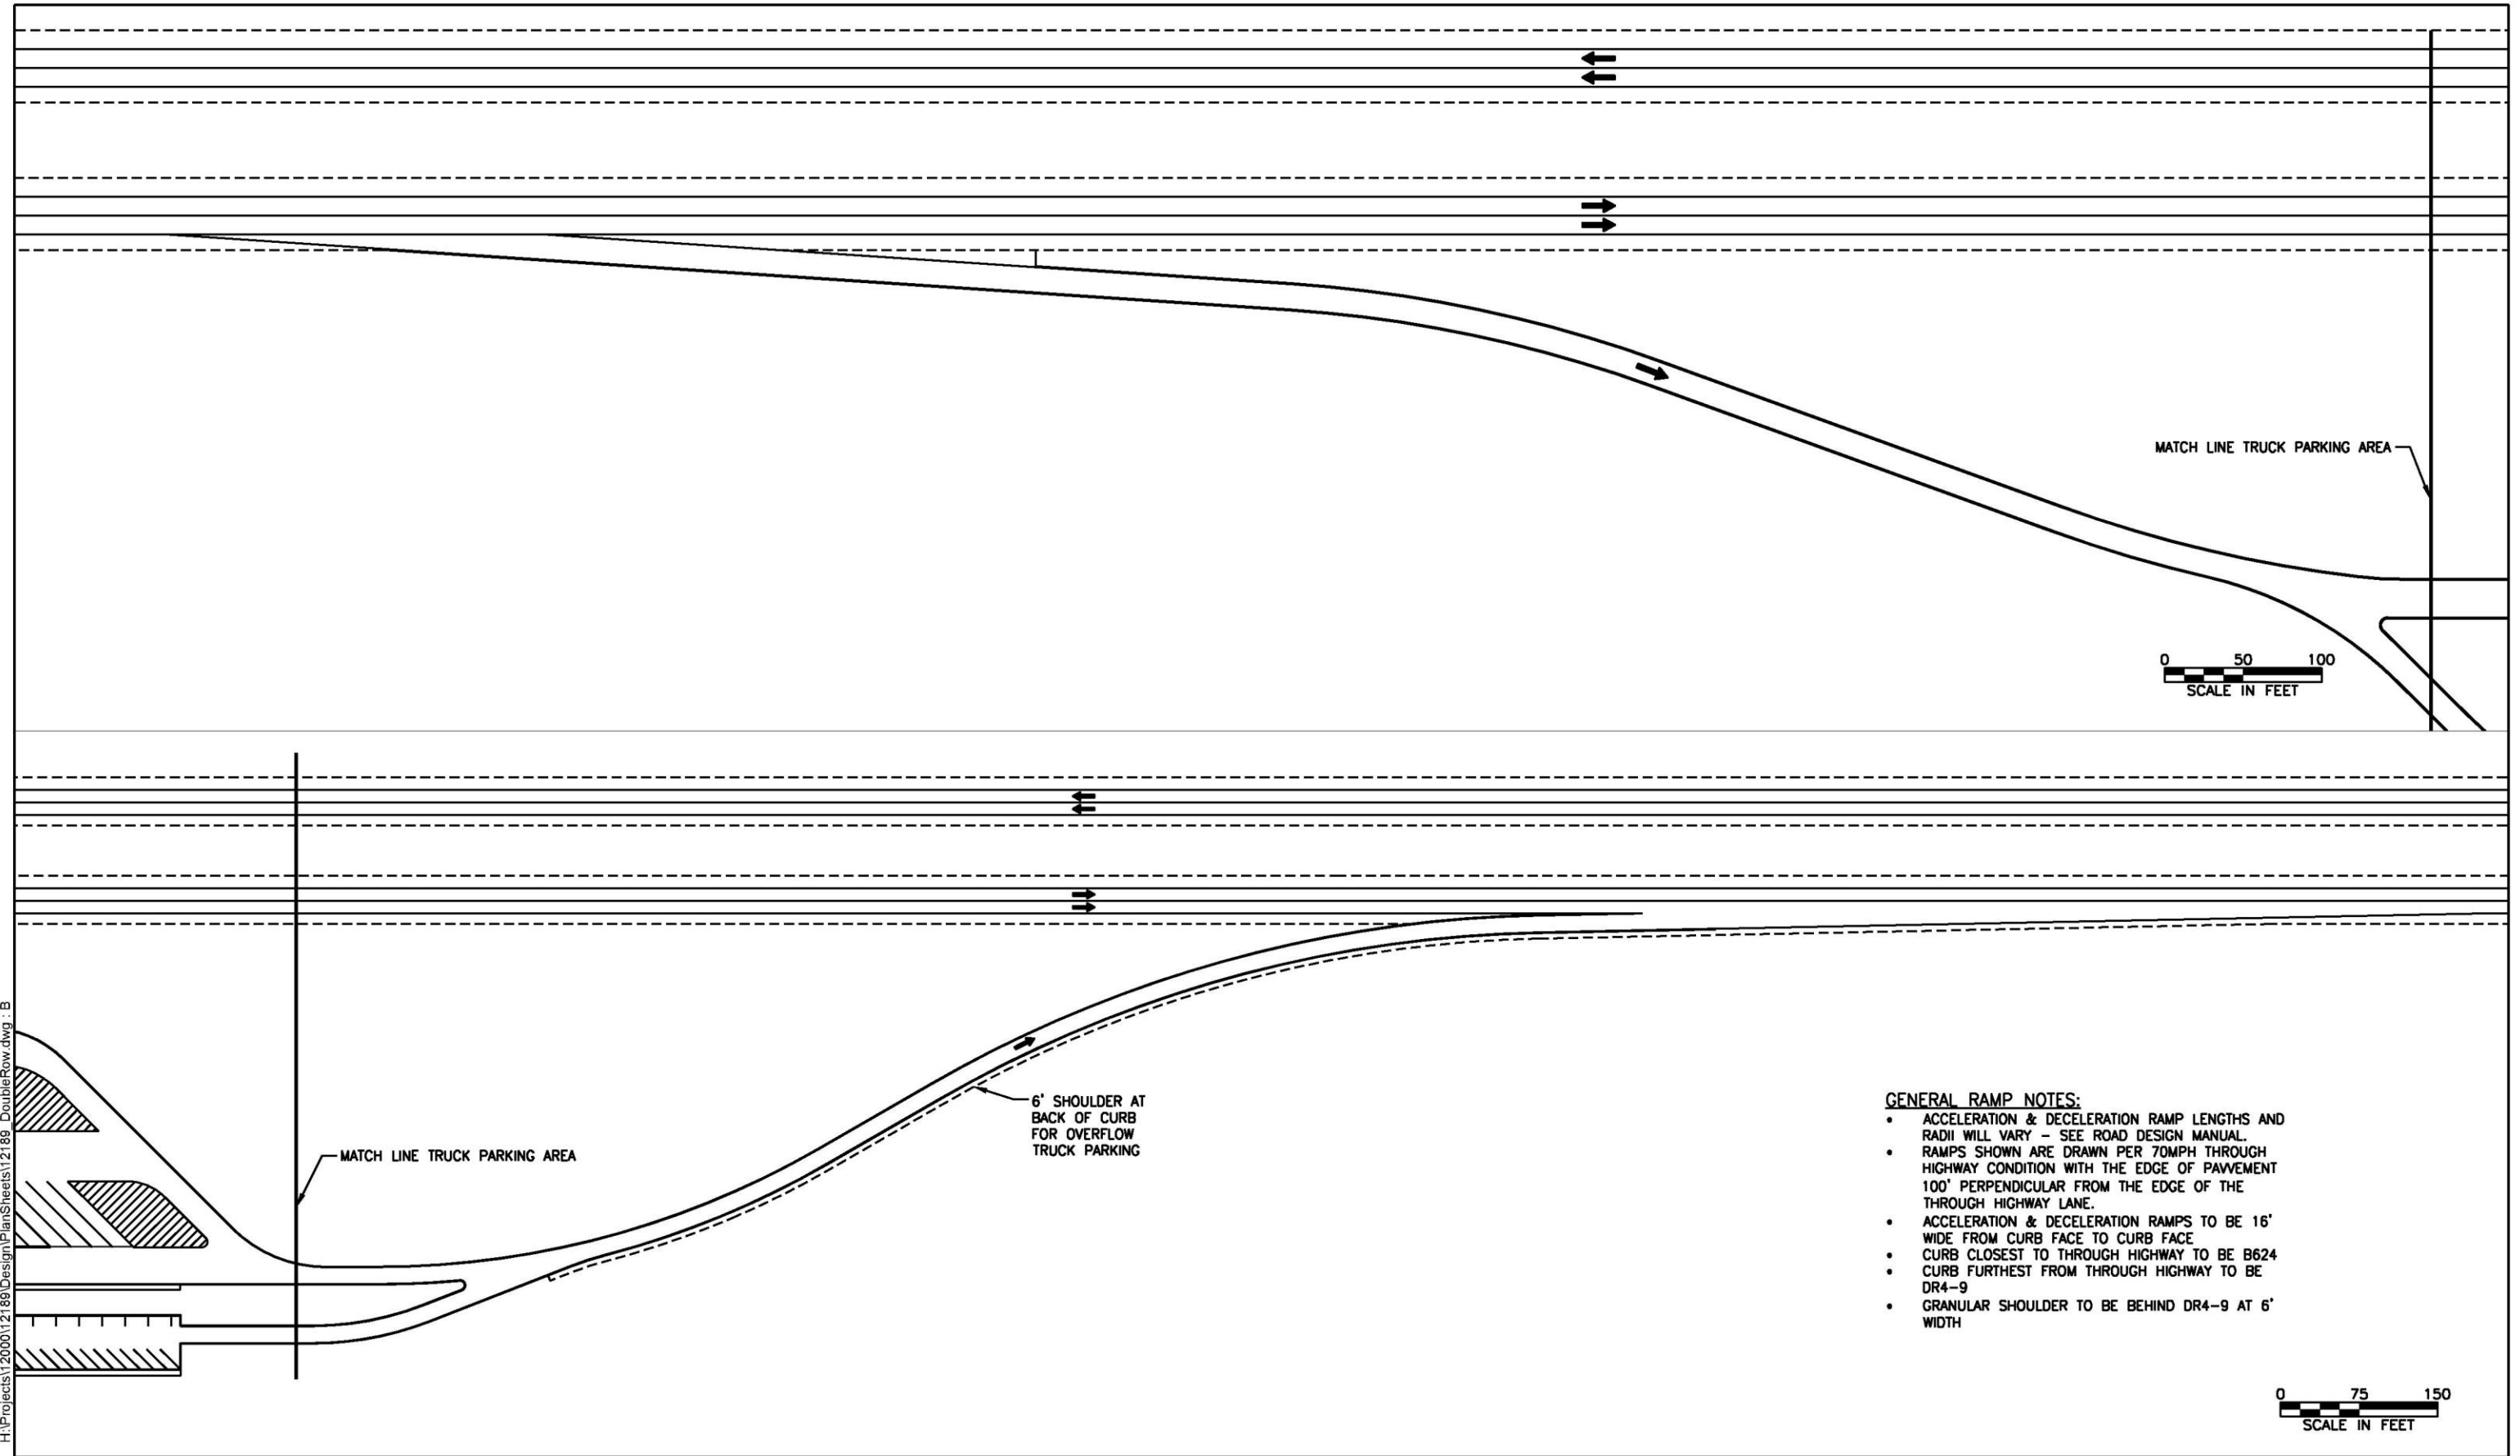 MATCH LINE TRUCK PARKING AREA
0 50 100
SCALE IN FEET
MATCH LINE TRUCK PARKING AREA
6' SHOULDER AT
BACK OF CURB
FOR OVERFLOW
TRUCK PARKING
GENERAL RAMP NOTES:
• ACCELERATION & DECELERATION RAMP LENGTHS AND
RADII WILL VARY – SEE ROAD DESIGN MANUAL.
• RAMPS SHOWN ARE DRAWN PER 70MPH THROUGH
HIGHWAY CONDITION WITH THE EDGE OF PAVVEMENT
100' PERPENDICULAR FROM THE EDGE OF THE
THROUGH HIGHWAY LANE.
• ACCELERATION & DECELERATION RAMPS TO BE 16'
WIDE FROM CURB FACE TO CURB FACE
• CURB CLOSEST TO THROUGH HIGHWAY TO BE B624
• CURB FURTHEST FROM THROUGH HIGHWAY TO BE
DR4-9
• GRANULAR SHOULDER TO BE BEHIND DR4-9 AT 6'
WIDTH
0 75 150
SCALE IN FEET
H:\Projects\12000\12189\Design\PlanSheets\12189_DoubleRow.dwg : B